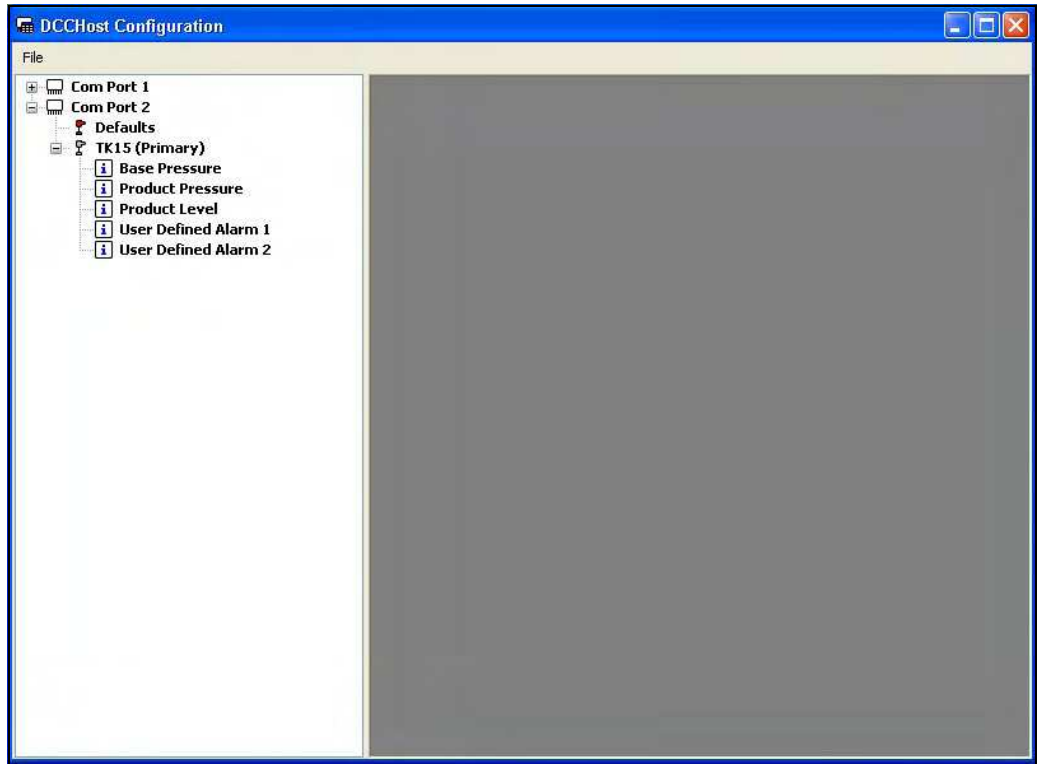 DCCHost Configuration
File
Com Port 1
Com Port 2
Defaults
TK15 (Primary)
Base Pressure
Product Pressure
Product Level
User Defined Alarm 1
User Defined Alarm 2